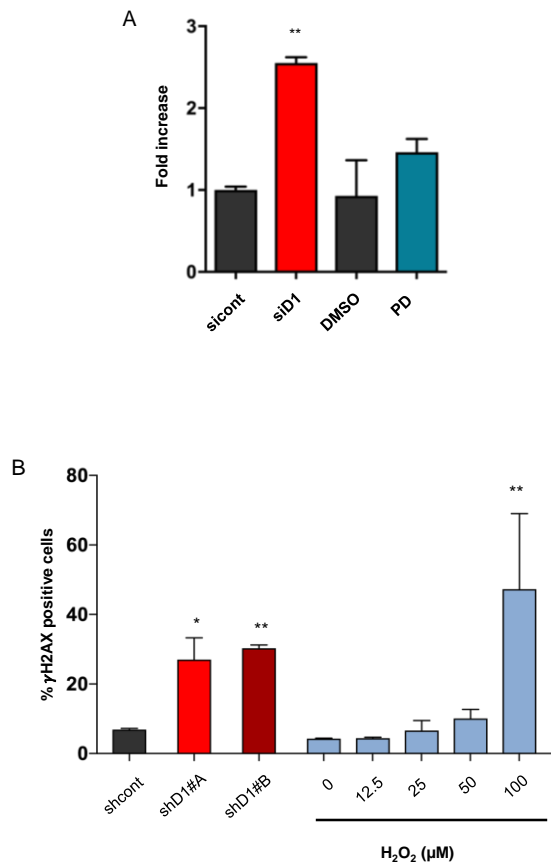 A
**
3
2
1
0
Fold increase
sicont
siD1
DMSO
PD
B
80
60
40
20
0
% γH2AX positive cells
*
**
**
shcont
shD1#A
shD1#B
0
12.5
25
50
100
H₂O₂ (µM)